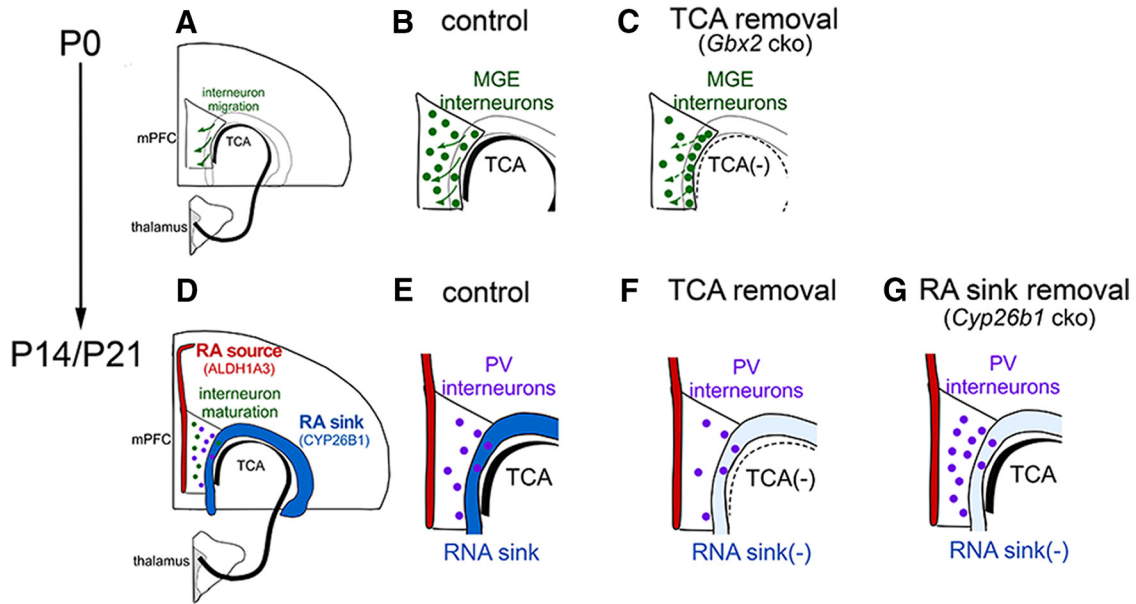 P0
P14/P21
A
interneuron
migration
mPFC
TCA
thalamus
B
control
MGE
interneurons
TCA
C
TCA removal
(Gbx2 cko)
MGE
interneurons
TCA(-)
D
RA source
(ALDH1A3)
interneuron
maturation
RA sink
(CYP26B1)
mPFC
TCA
thalamus
E
control
PV
interneurons
TCA
RNA sink
F
TCA removal
PV
interneurons
TCA(-)
RNA sink(-)
G
RA sink removal
(Cyp26b1 cko)
PV
interneurons
TCA
RNA sink(-)